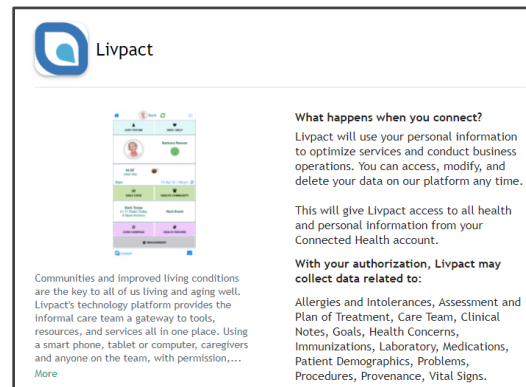 Livpact
What happens when you connect?
Livpact will use your personal information
to optimize services and conduct business
operations. You can access, modify, and
delete your data on our platform any time.
This will give Livpact access to all health
and personal information from your
Connected Health account.
With your authorization, Livpact may
collect data related to:
Allergies and Intolerances, Assessment and
Plan of Treatment, Care Team, Clinical
Notes, Goals, Health Concerns,
Immunizations, Laboratory, Medications,
Patient Demographics, Problems,
Procedures, Provenance, Vital Signs.
Communities and improved living conditions
are the key to all of us living and aging well.
Livpact's technology platform provides the
informal care team a gateway to tools,
resources, and services all in one place. Using
a smart phone, tablet or computer, caregivers
and anyone on the team, with permission,...
More